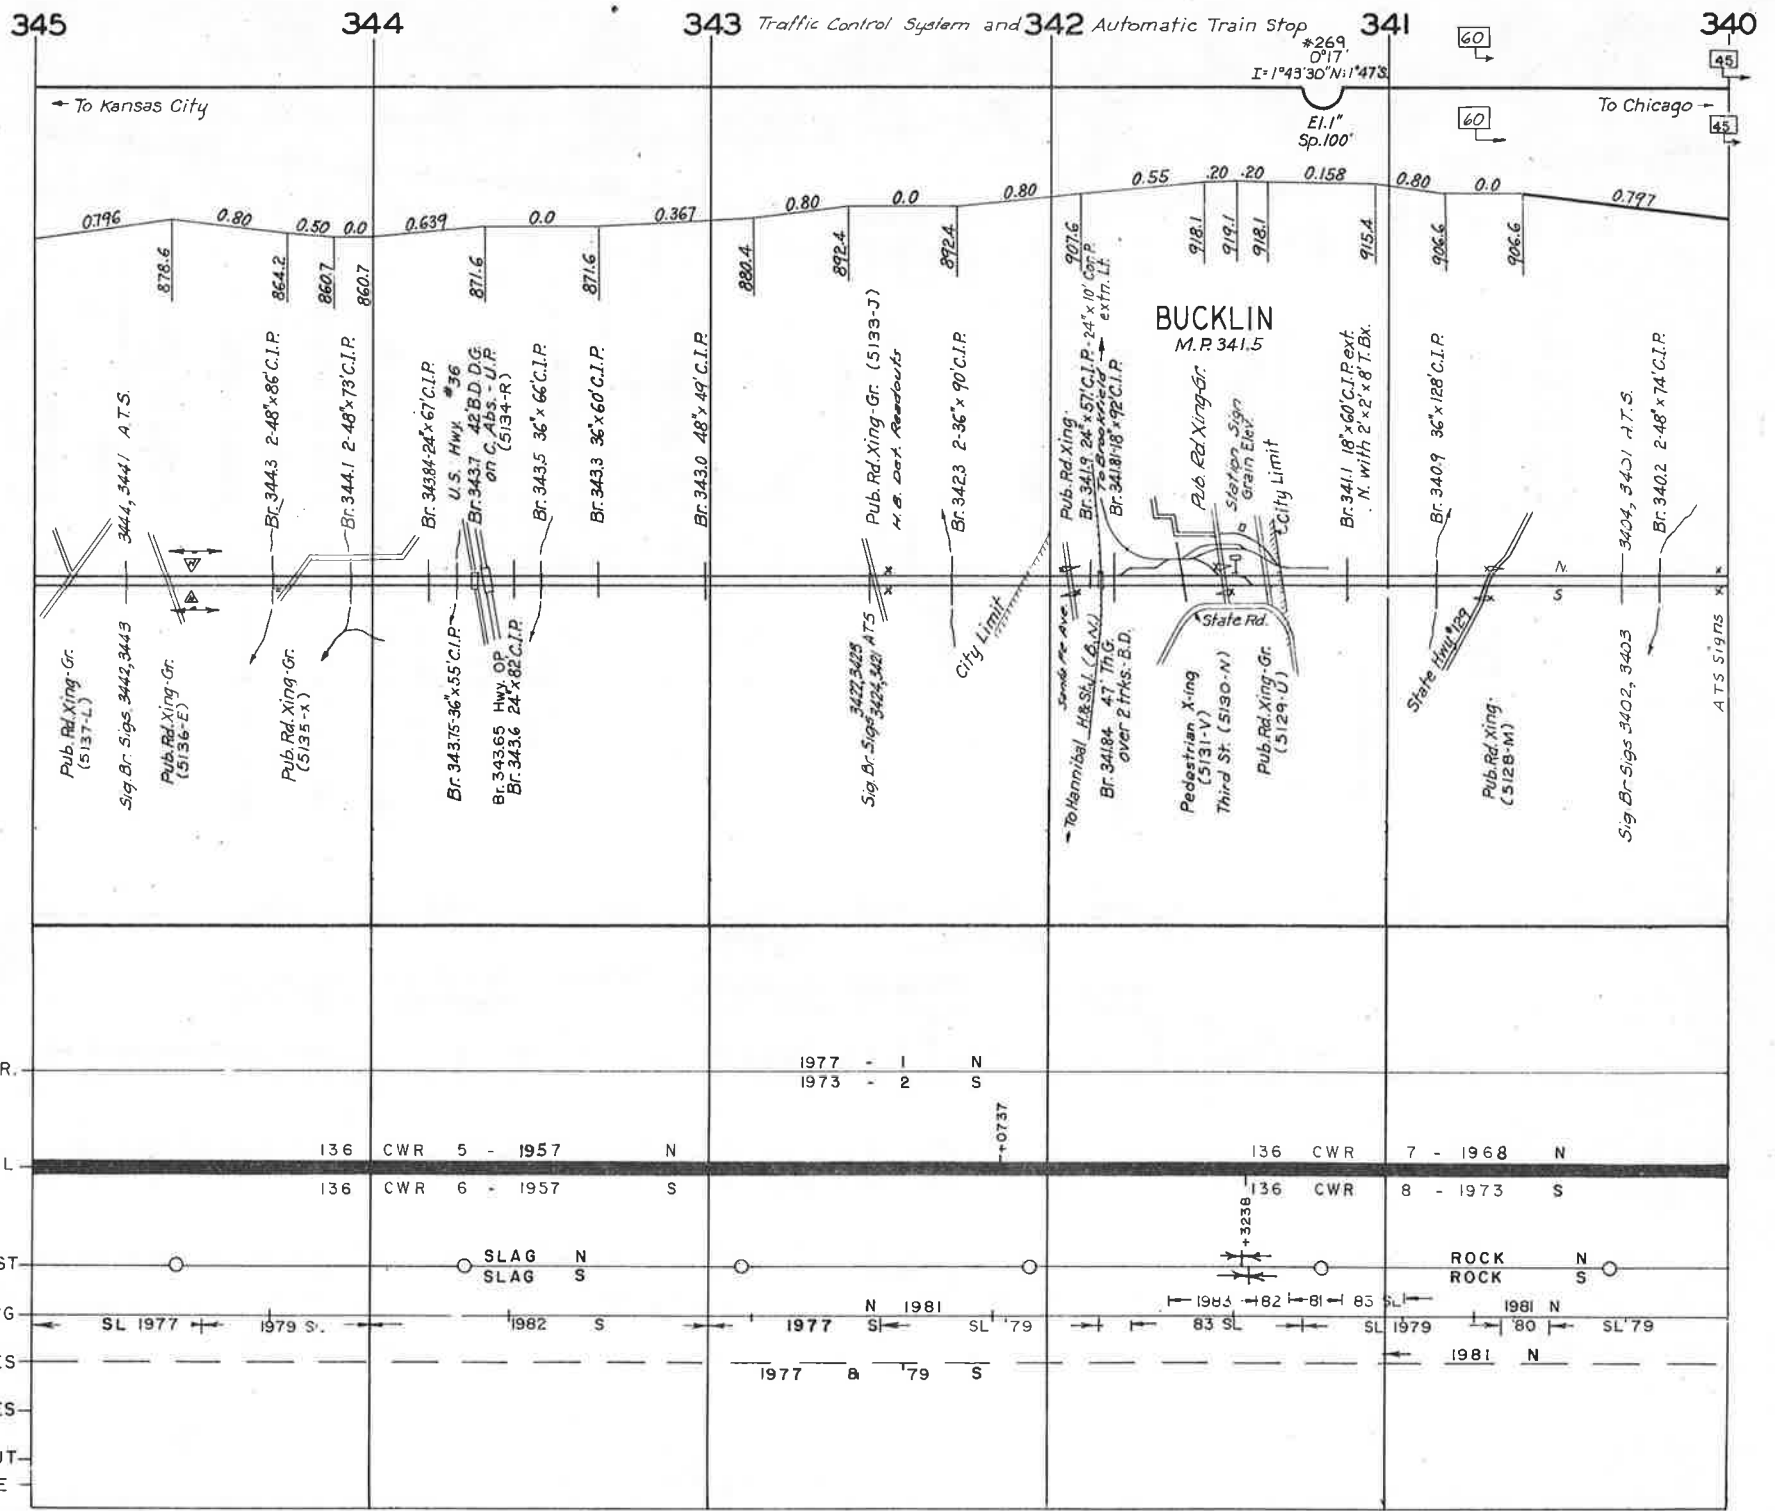 345 344 343 Traffic Control System and 342 Automatic Train Stop 341 340
#269
0°17'
I=1°43'30"N:1°47'S.
60
45
← To Kansas City
To Chicago →
El.1"
Sp.100'
60
45
0.796 0.80 0.50 0.0 0.639 0.0 0.367 0.80 0.0 0.80 0.55 .20 .20 0.158 0.80 0.0 0.797
878.6 864.2 860.7 860.7 871.6 871.6 880.4 892.4 892.4 907.6 918.1 919.1 918.1 915.4 906.6 906.6
BUCKLIN
M.P. 341.5
3444, 3441 A.T.S.
Br. 344.3 2-48"x86'C.I.P.
Br. 344.1 2-48"x73'C.I.P.
Br. 343.84-24"x67'C.I.P.
U.S. Hwy. #36
Br. 343.7 42'B.D.D.G.
on C. Abs. - U.P.
(5134-R)
Br. 343.5 36"x66'C.I.P.
Br. 343.3 36"x60'C.I.P.
Br. 343.0 48"x49'C.I.P.
Pub.Rd.Xing-Gr. (5133-J)
H.B. Det. Readouts
Br. 342.3 2-36"x90'C.I.P.
Pub.Rd.Xing.
Br. 341.9 24"x57'C.I.P.-24"x10' Con.P.
extn. Lt.
To Brookfield
Br. 341.81-18"x92'C.I.P.
Pub.Rd.Xing-Gr.
Station Sign
Grain Elev.
City Limit
Br. 341.1 18"x60'C.I.P. ext.
N. with 2'x2'x8'T.Bx.
Br. 340.9 36"x128'C.I.P.
3404, 3401 A.T.S.
Br. 340.2 2-48"x74'C.I.P.
N.
S
State Rd.
Pub.Rd.Xing-Gr.
(5137-L)
Sig.Br. Sigs. 3442,3443
Pub.Rd.Xing-Gr.
(5136-E)
Pub.Rd.Xing-Gr.
(5135-X)
Br. 343.75-36"x55'C.I.P.
Br. 343.65 Hwy. OP
Br. 343.6 24"x82'C.I.P.
3422,3423
Sig.Br.Sigs 3424,3421 ATS
City Limit
Santa Fe Ave.
To Hannibal H&St.J. (B.N.)
Br. 341.84 47' Th.G.
over 2 trks.-B.D.
Pedestrian X-ing
(5131-V)
Third St. (5130-N)
Pub.Rd.Xing-Gr.
(5129-U)
State Hwy #129
Pub.Rd.Xing.
(5128-M)
Sig.Br-Sigs 3402, 3403
ATS Signs
R.
1977 - 1 N
1973 - 2 S
+0737
L
136 CWR 5 - 1957 N
136 CWR 7 - 1968 N
136 CWR 6 - 1957 S
136 CWR 8 - 1973 S
+3238
ST
SLAG N
SLAG S
ROCK N
ROCK S
G
N 1981
1983 82 81 83 SL
1981 N
SL 1977 1979 S. 1982 S 1977 S SL '79 83 SL SL 1979 '80 SL '79
ES
1981 N
1977 & '79 S
ES
UT
E